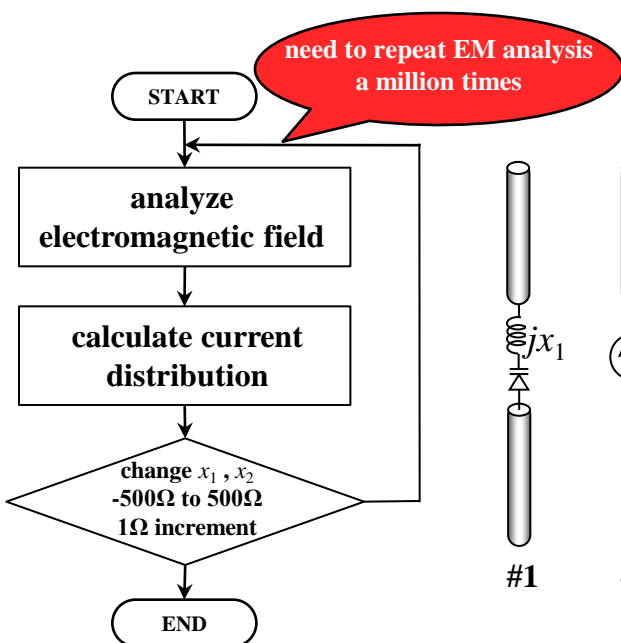 need to repeat EM analysis
a million times
START
analyze
electromagnetic field
calculate current
distribution
change x₁ , x₂
-500Ω to 500Ω
1Ω increment
END
jx₁
#1